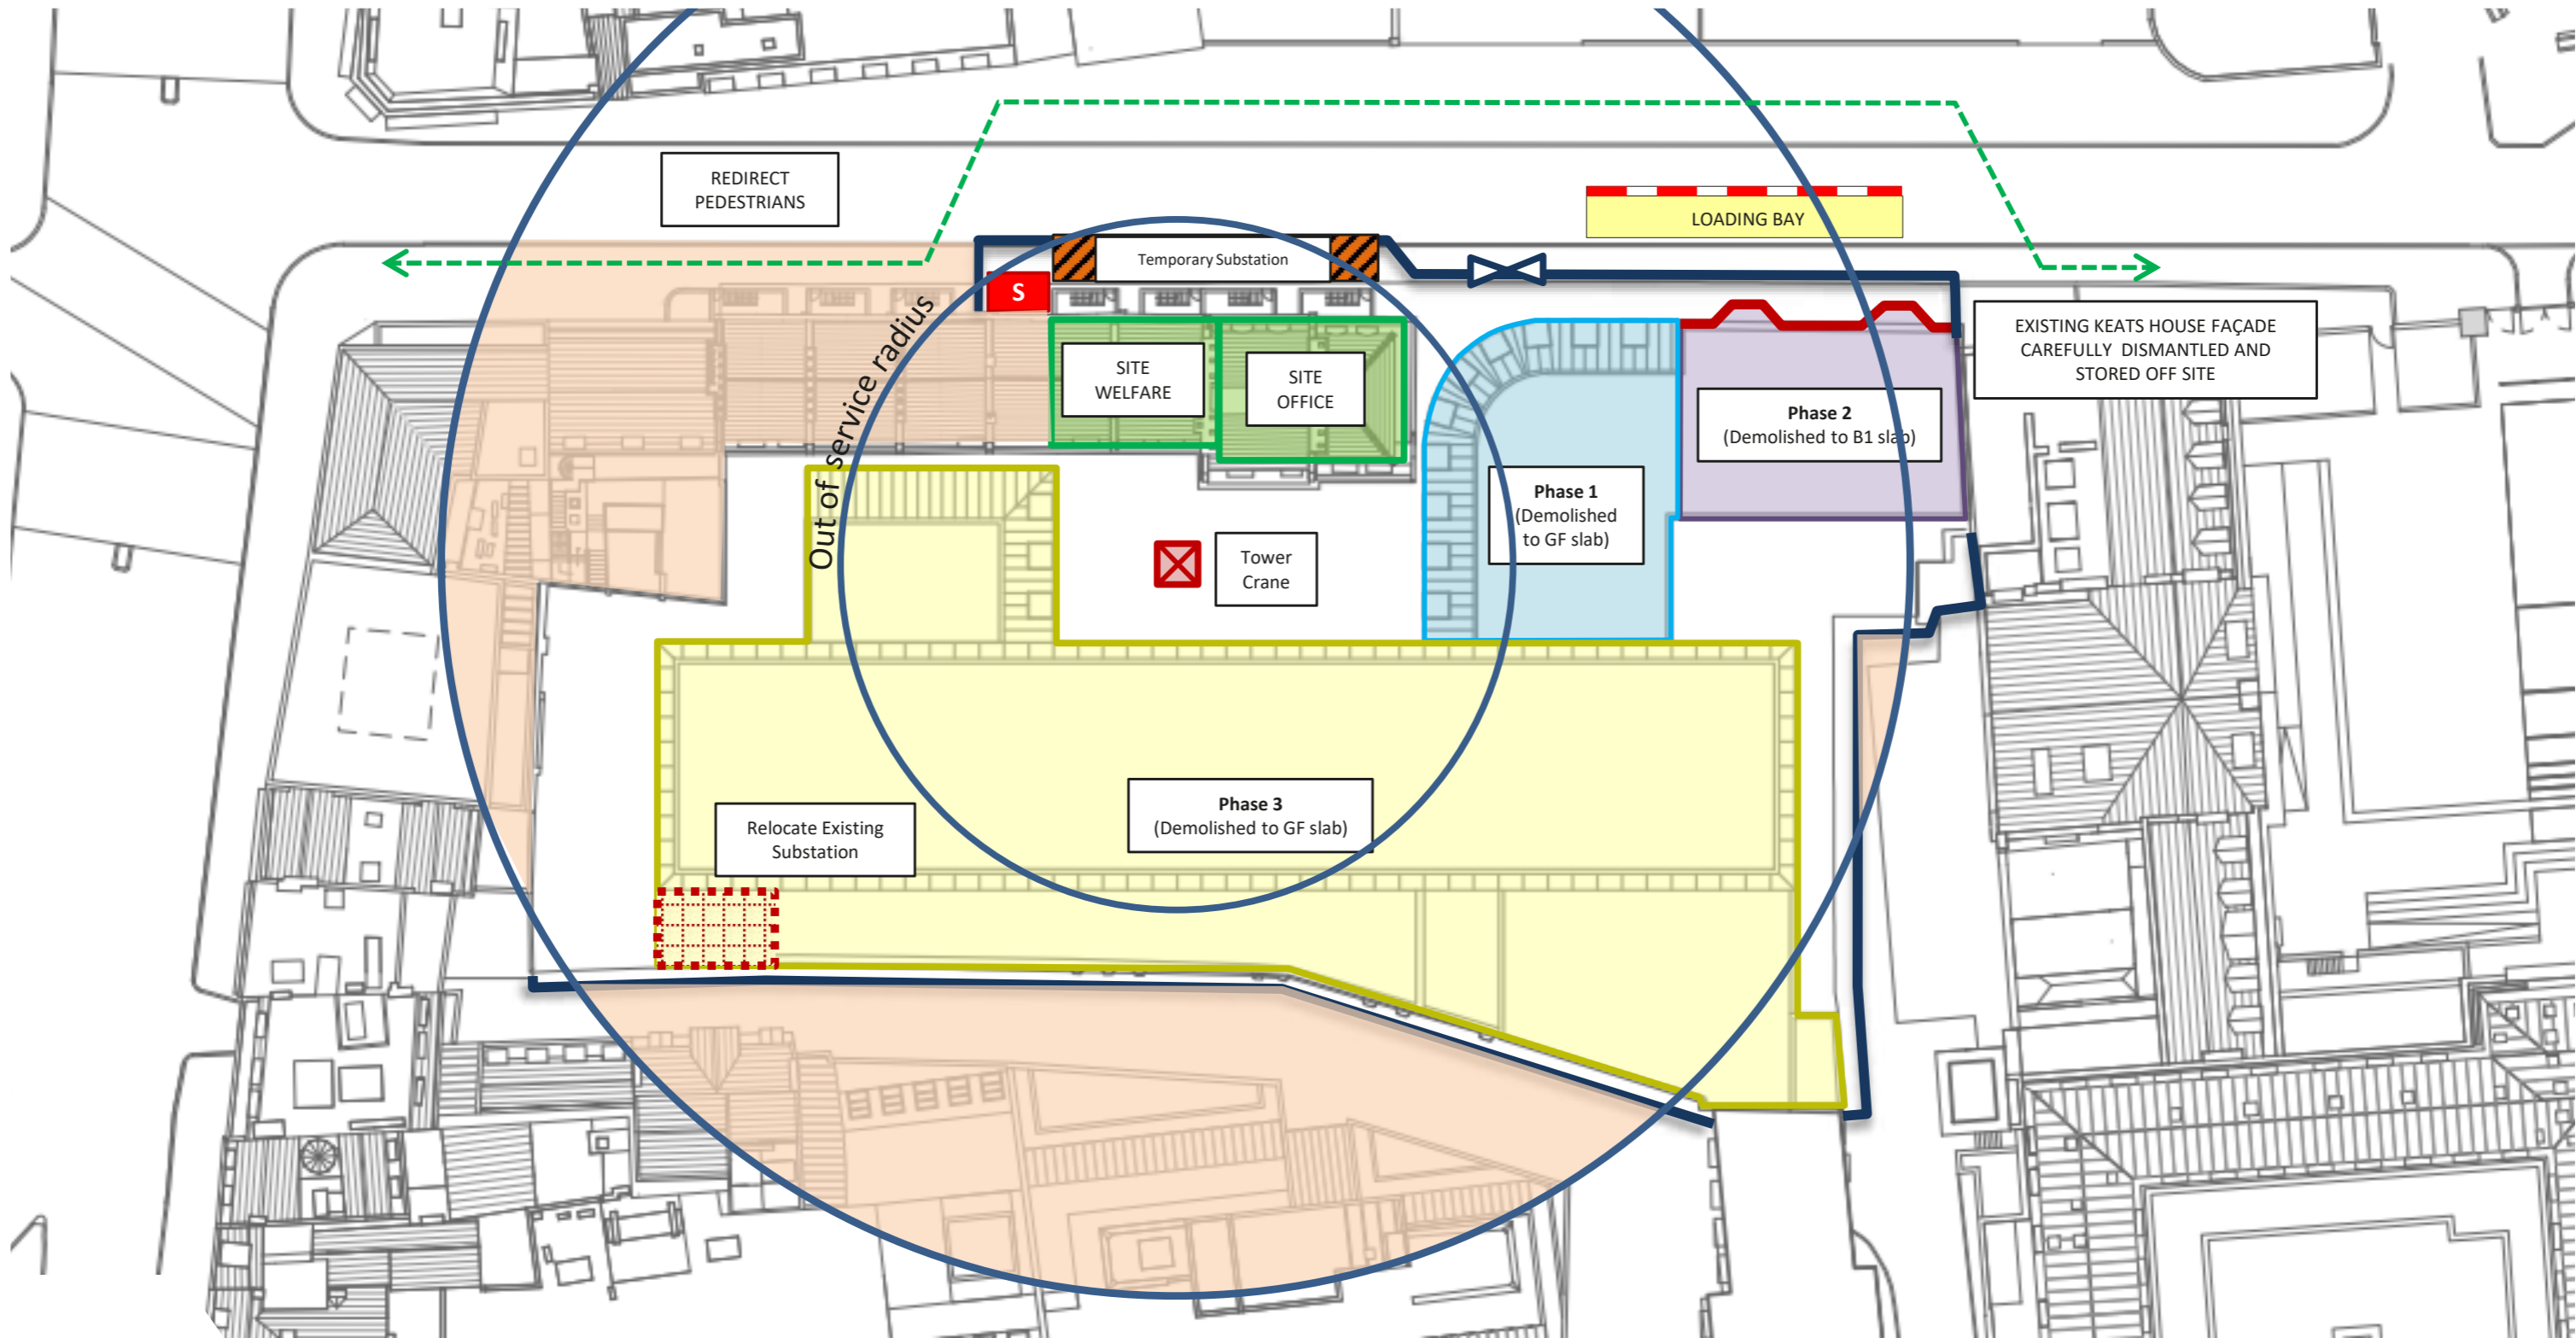 REDIRECT
PEDESTRIANS
LOADING BAY
Temporary Substation
S
EXISTING KEATS HOUSE FAÇADE
CAREFULLY DISMANTLED AND
STORED OFF SITE
SITE
WELFARE
SITE
OFFICE
Out of service radius
Phase 2
(Demolished to B1 slab)
Phase 1
(Demolished
to GF slab)
Tower
Crane
Phase 3
(Demolished to GF slab)
Relocate Existing
Substation